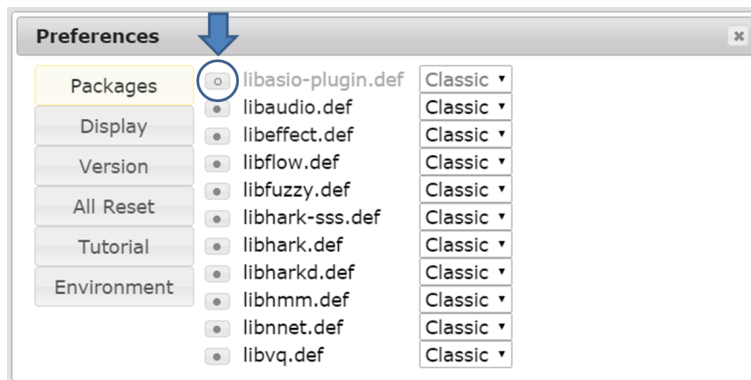 Preferences
Packages
Display
Version
All Reset
Tutorial
Environment
libasio-plugin.def Classic
libaudio.def Classic
libeffect.def Classic
libflow.def Classic
libfuzzy.def Classic
libhark-sss.def Classic
libhark.def Classic
libharkd.def Classic
libhmm.def Classic
libnnet.def Classic
libvq.def Classic